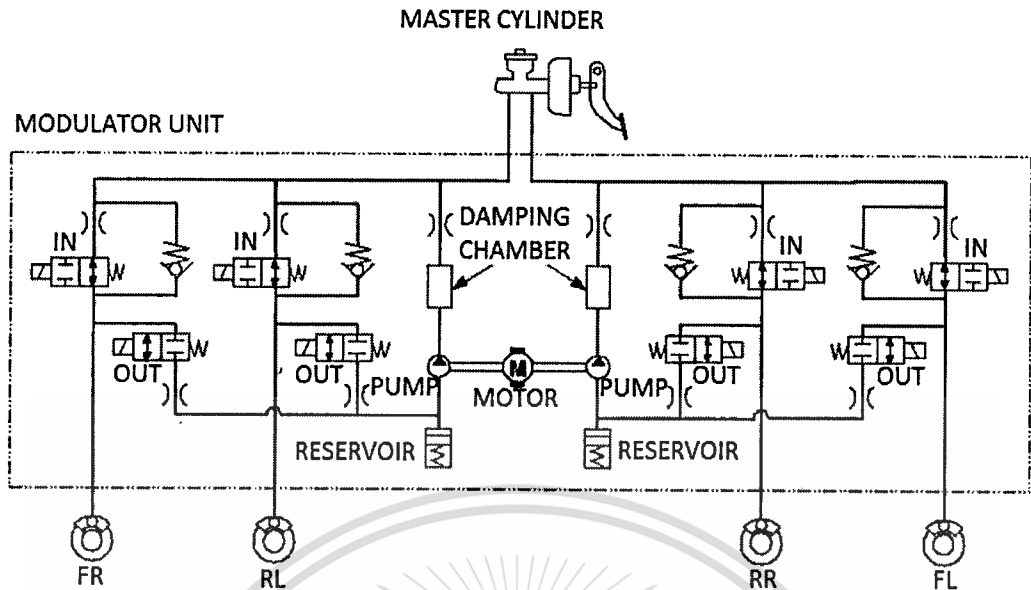 MASTER CYLINDER
MODULATOR UNIT
DAMPING
CHAMBER
IN
IN
IN
IN
OUT
OUT
PUMP
M
MOTOR
PUMP
OUT
OUT
RESERVOIR
RESERVOIR
FR
RL
RR
FL